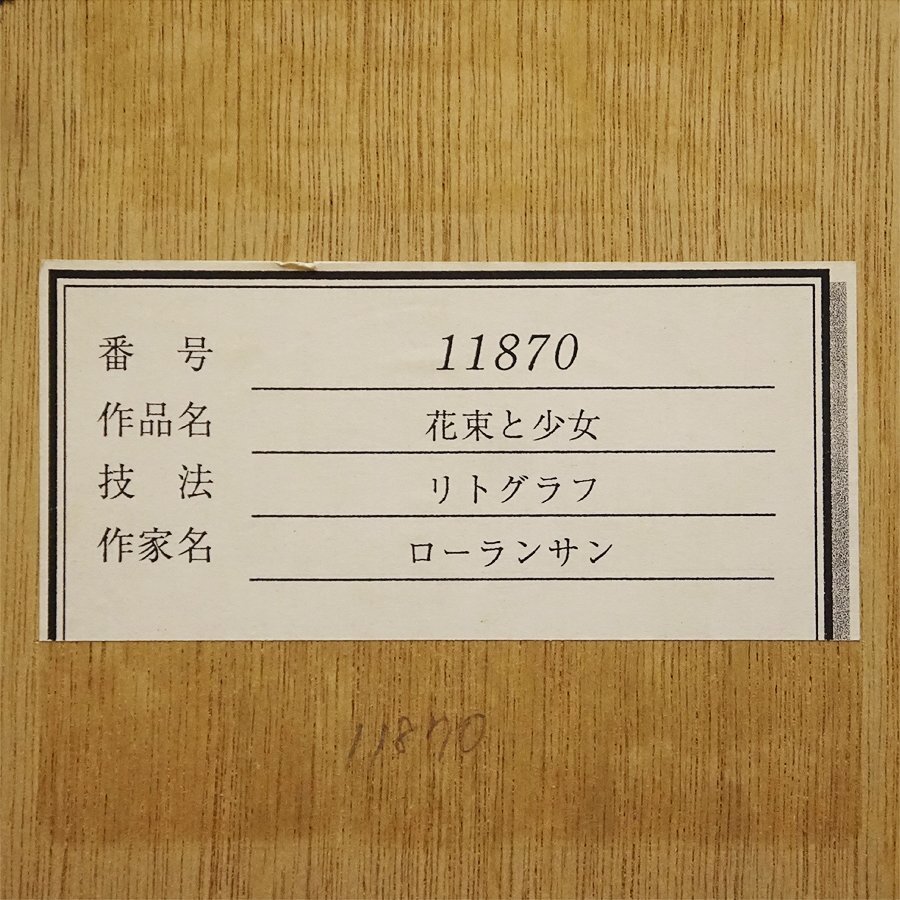 番　号 11870
作品名 花束と少女
技　法 リトグラフ
作家名 ローランサン
11870